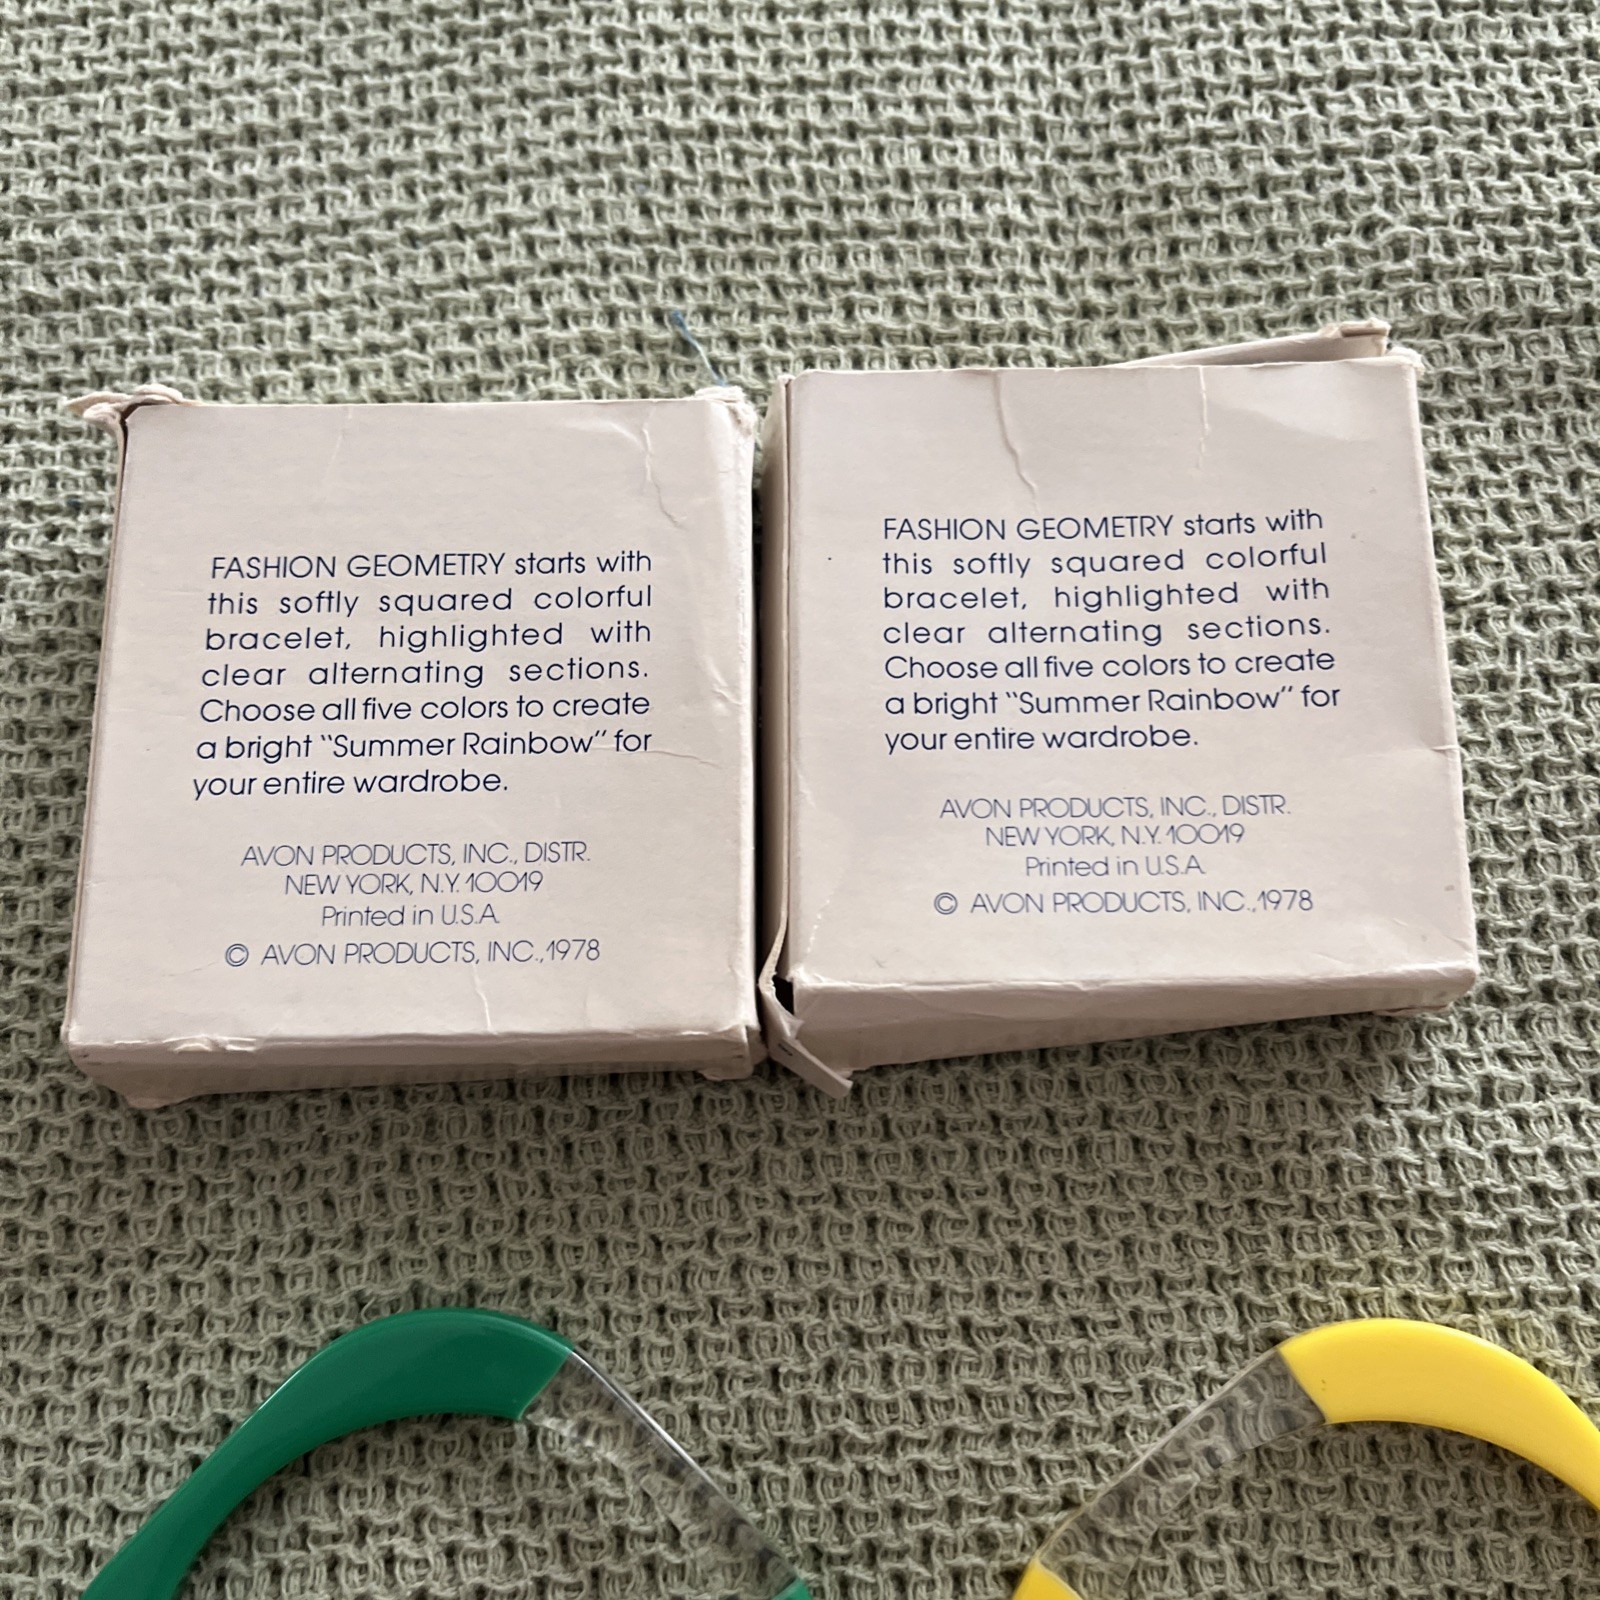 FASHION GEOMETRY starts with
this softly squared colorful
bracelet, highlighted with
clear alternating sections.
Choose all five colors to create
a bright "Summer Rainbow" for
your entire wardrobe.
AVON PRODUCTS, INC., DISTR.
NEW YORK, N.Y. 10019
Printed in U.S.A.
© AVON PRODUCTS, INC., 1978
FASHION GEOMETRY starts with
this softly squared colorful
bracelet, highlighted with
clear alternating sections.
Choose all five colors to create
a bright "Summer Rainbow" for
your entire wardrobe.
AVON PRODUCTS, INC., DISTR.
NEW YORK, N.Y. 10019
Printed in U.S.A.
© AVON PRODUCTS, INC., 1978